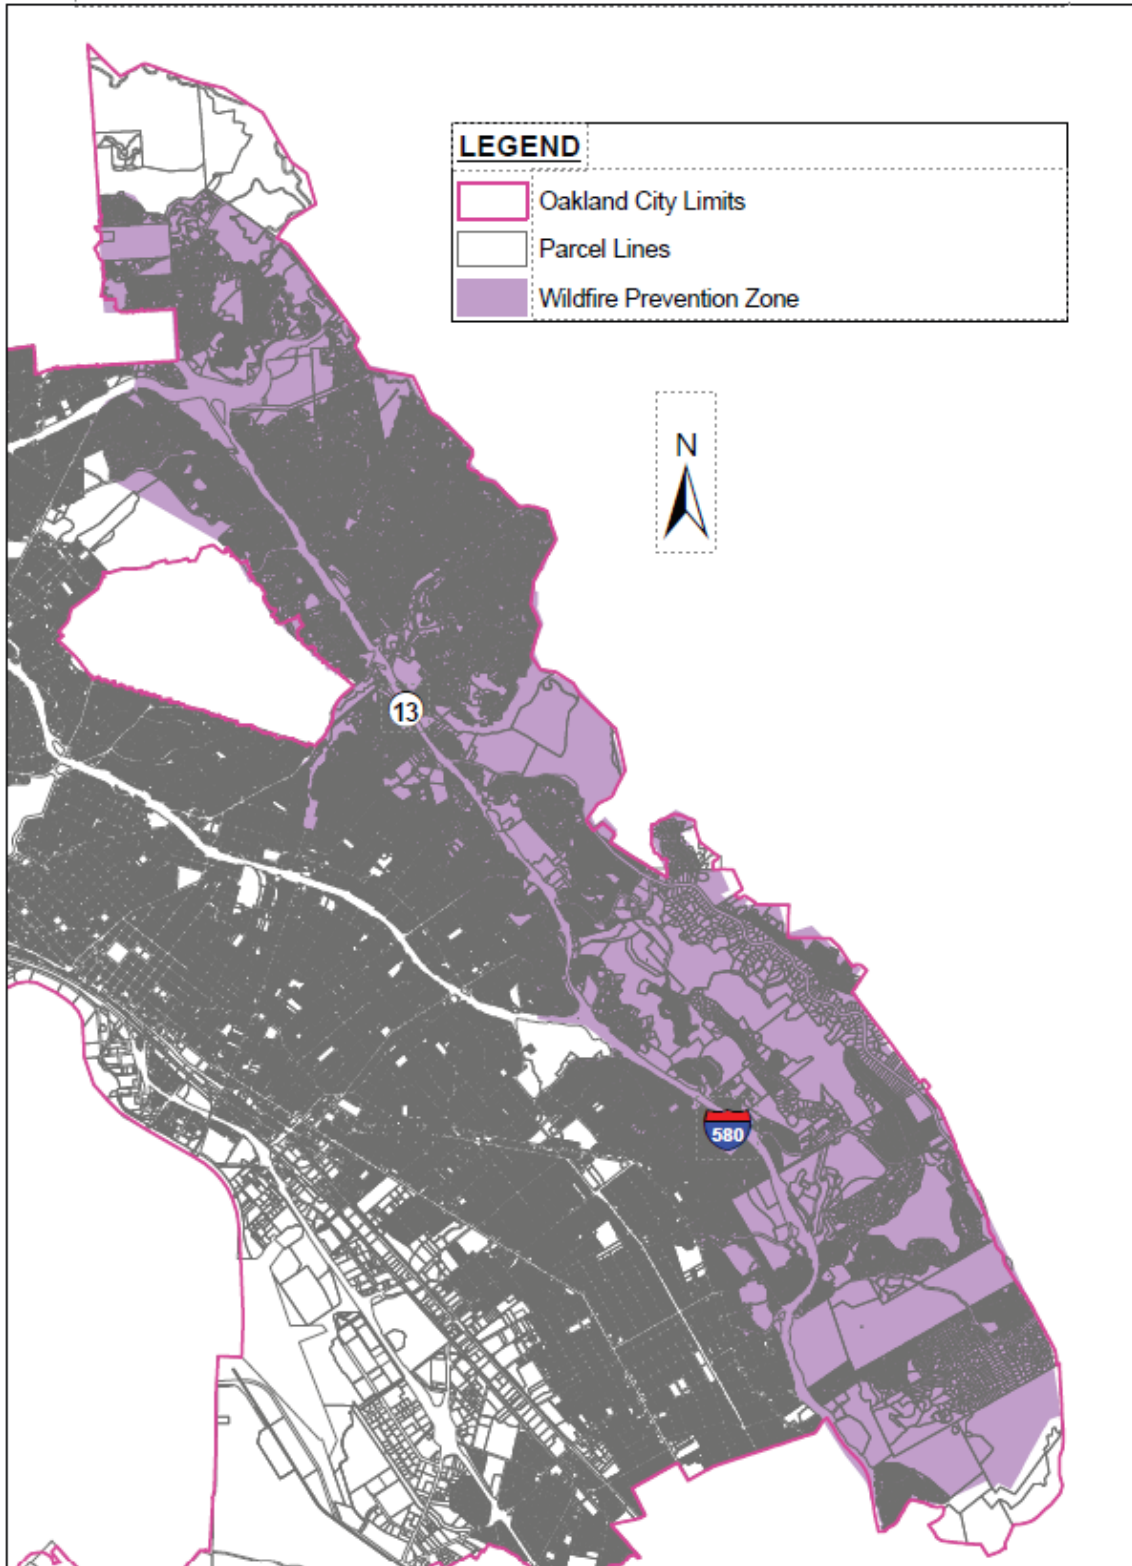 LEGEND
Oakland City Limits
Parcel Lines
Wildfire Prevention Zone
N
13
580